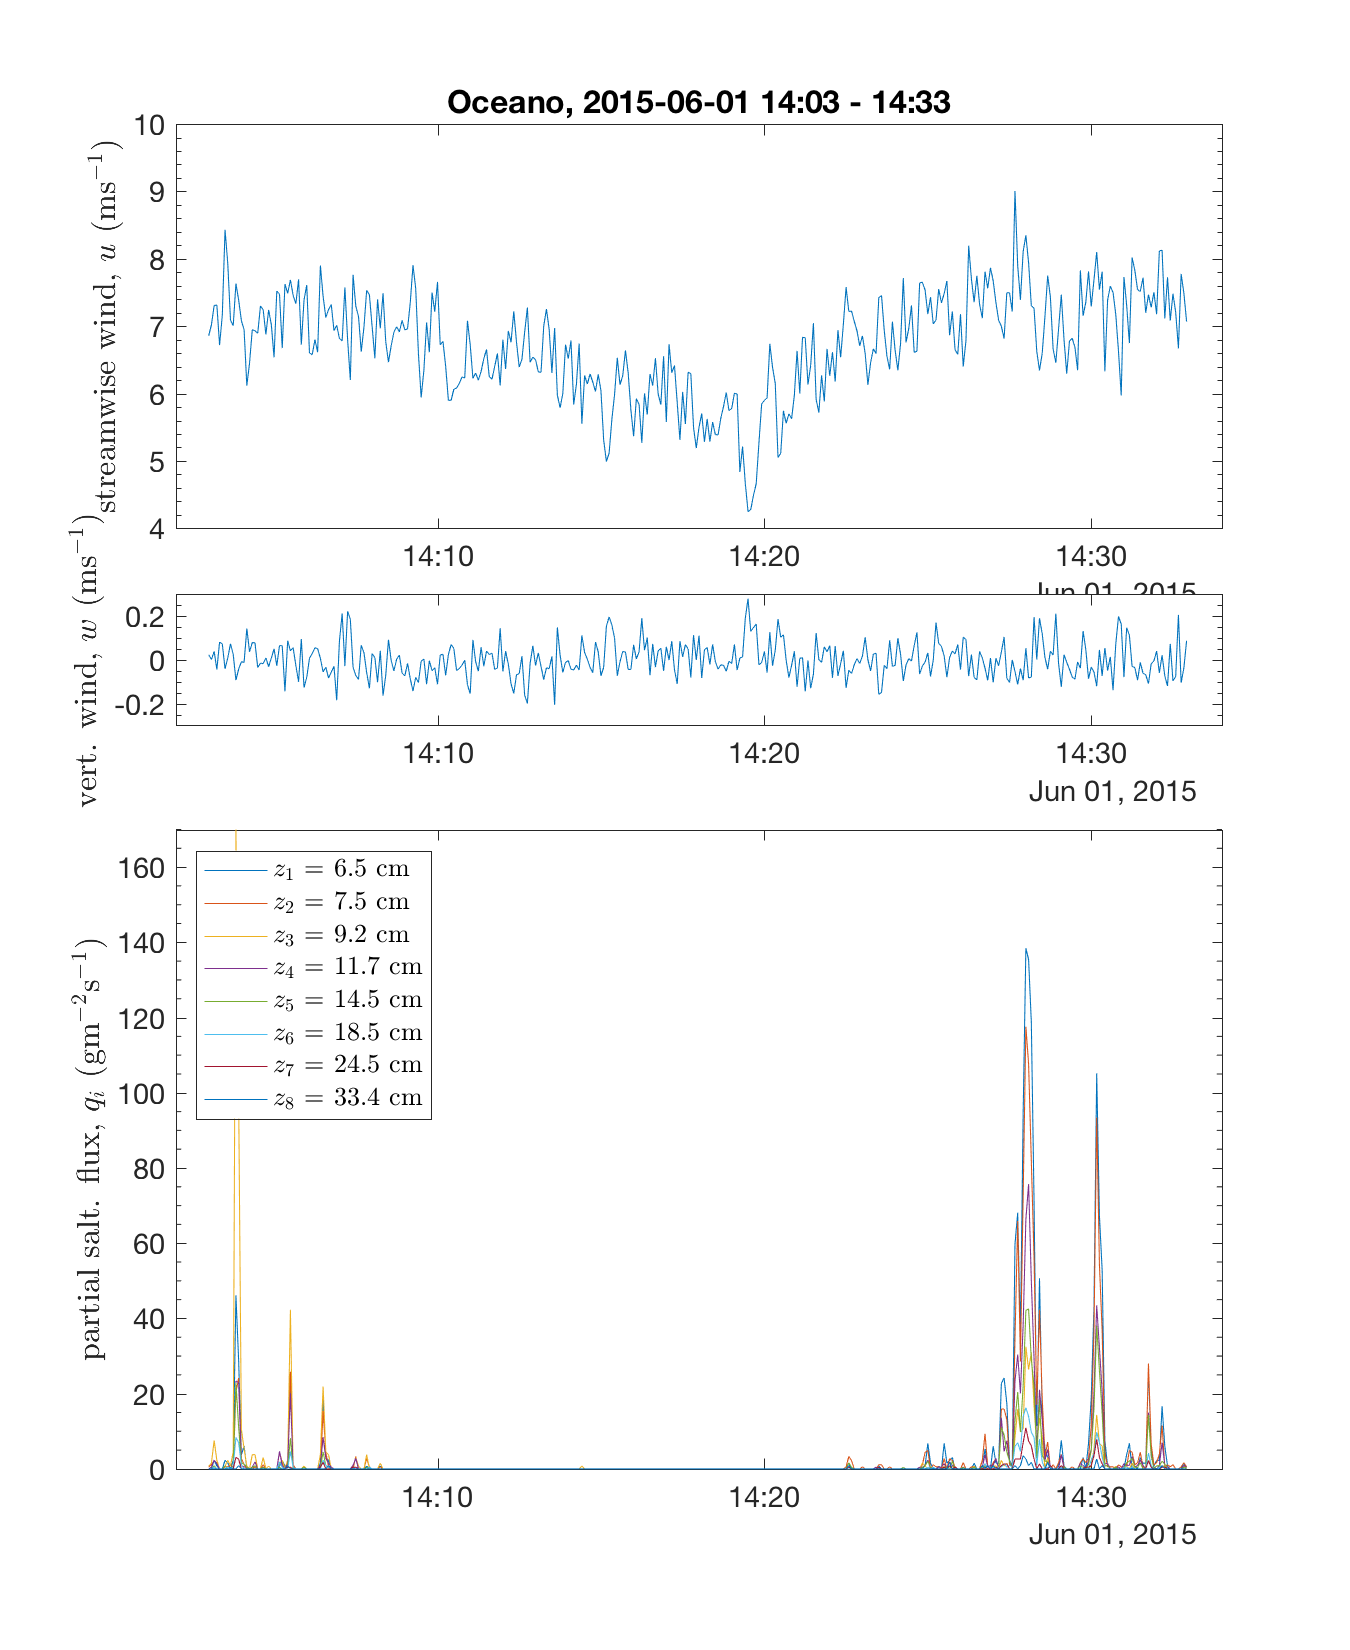 Oceano, 2015-06-01 14:03 - 14:33
streamwise wind, u (ms⁻¹)
10
9
8
7
6
5
4
14:10 14:20 14:30
Jun 01, 2015
vert. wind, w (ms⁻¹)
0.2
0
-0.2
14:10 14:20 14:30
Jun 01, 2015
partial salt. flux, qᵢ (gm⁻²s⁻¹)
160
140
120
100
80
60
40
20
0
z₁ = 6.5 cm
z₂ = 7.5 cm
z₃ = 9.2 cm
z₄ = 11.7 cm
z₅ = 14.5 cm
z₆ = 18.5 cm
z₇ = 24.5 cm
z₈ = 33.4 cm
14:10 14:20 14:30
Jun 01, 2015